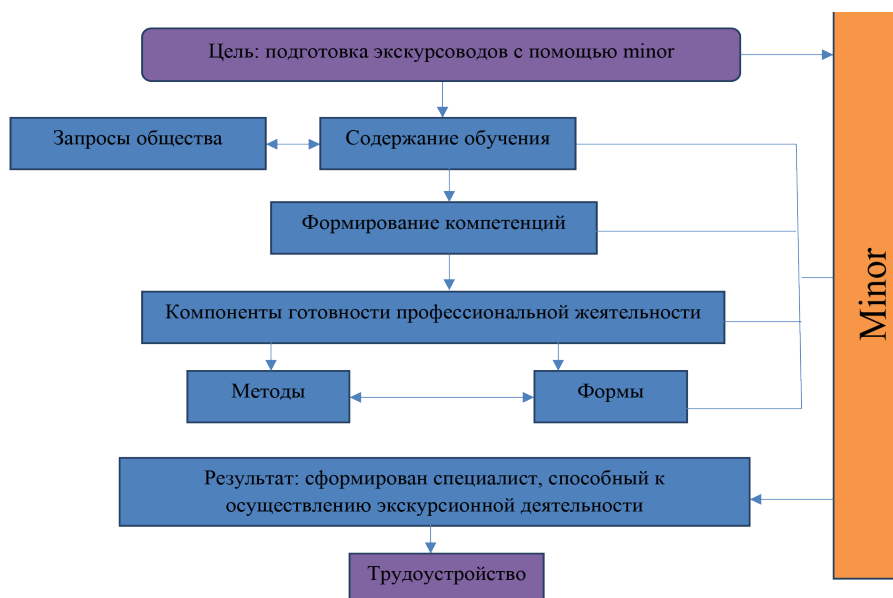 Цель: подготовка экскурсоводов с помощью minor
Запросы общества
Содержание обучения
Формирование компетенций
Компоненты готовности профессиональной жеятельности
Методы
Формы
Результат: сформирован специалист, способный к
осуществлению экскурсионной деятельности
Трудоустройство
Minor